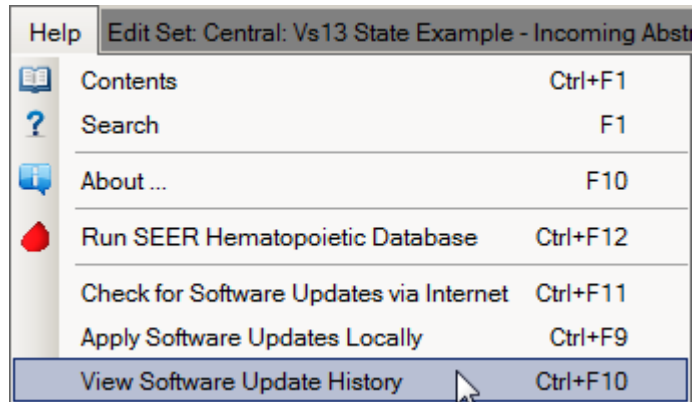 Help Edit Set: Central: Vs13 State Example - Incoming Abst
Contents Ctrl+F1
? Search F1
About ... F10
Run SEER Hematopoietic Database Ctrl+F12
Check for Software Updates via Internet Ctrl+F11
Apply Software Updates Locally Ctrl+F9
View Software Update History Ctrl+F10